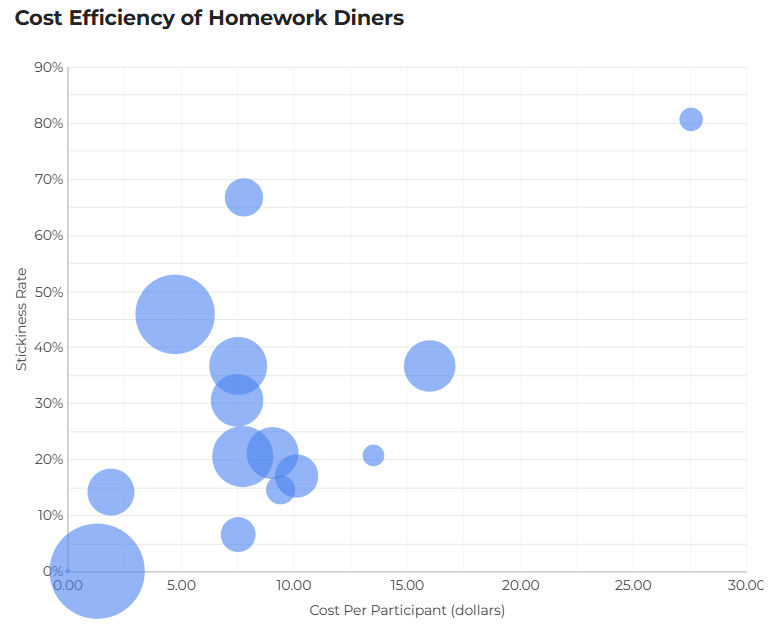 Cost Efficiency of Homework Diners
90%
80%
70%
60%
50%
40%
30%
20%
10%
0%
Stickiness Rate
0.00 5.00 10.00 15.00 20.00 25.00 30.00
Cost Per Participant (dollars)